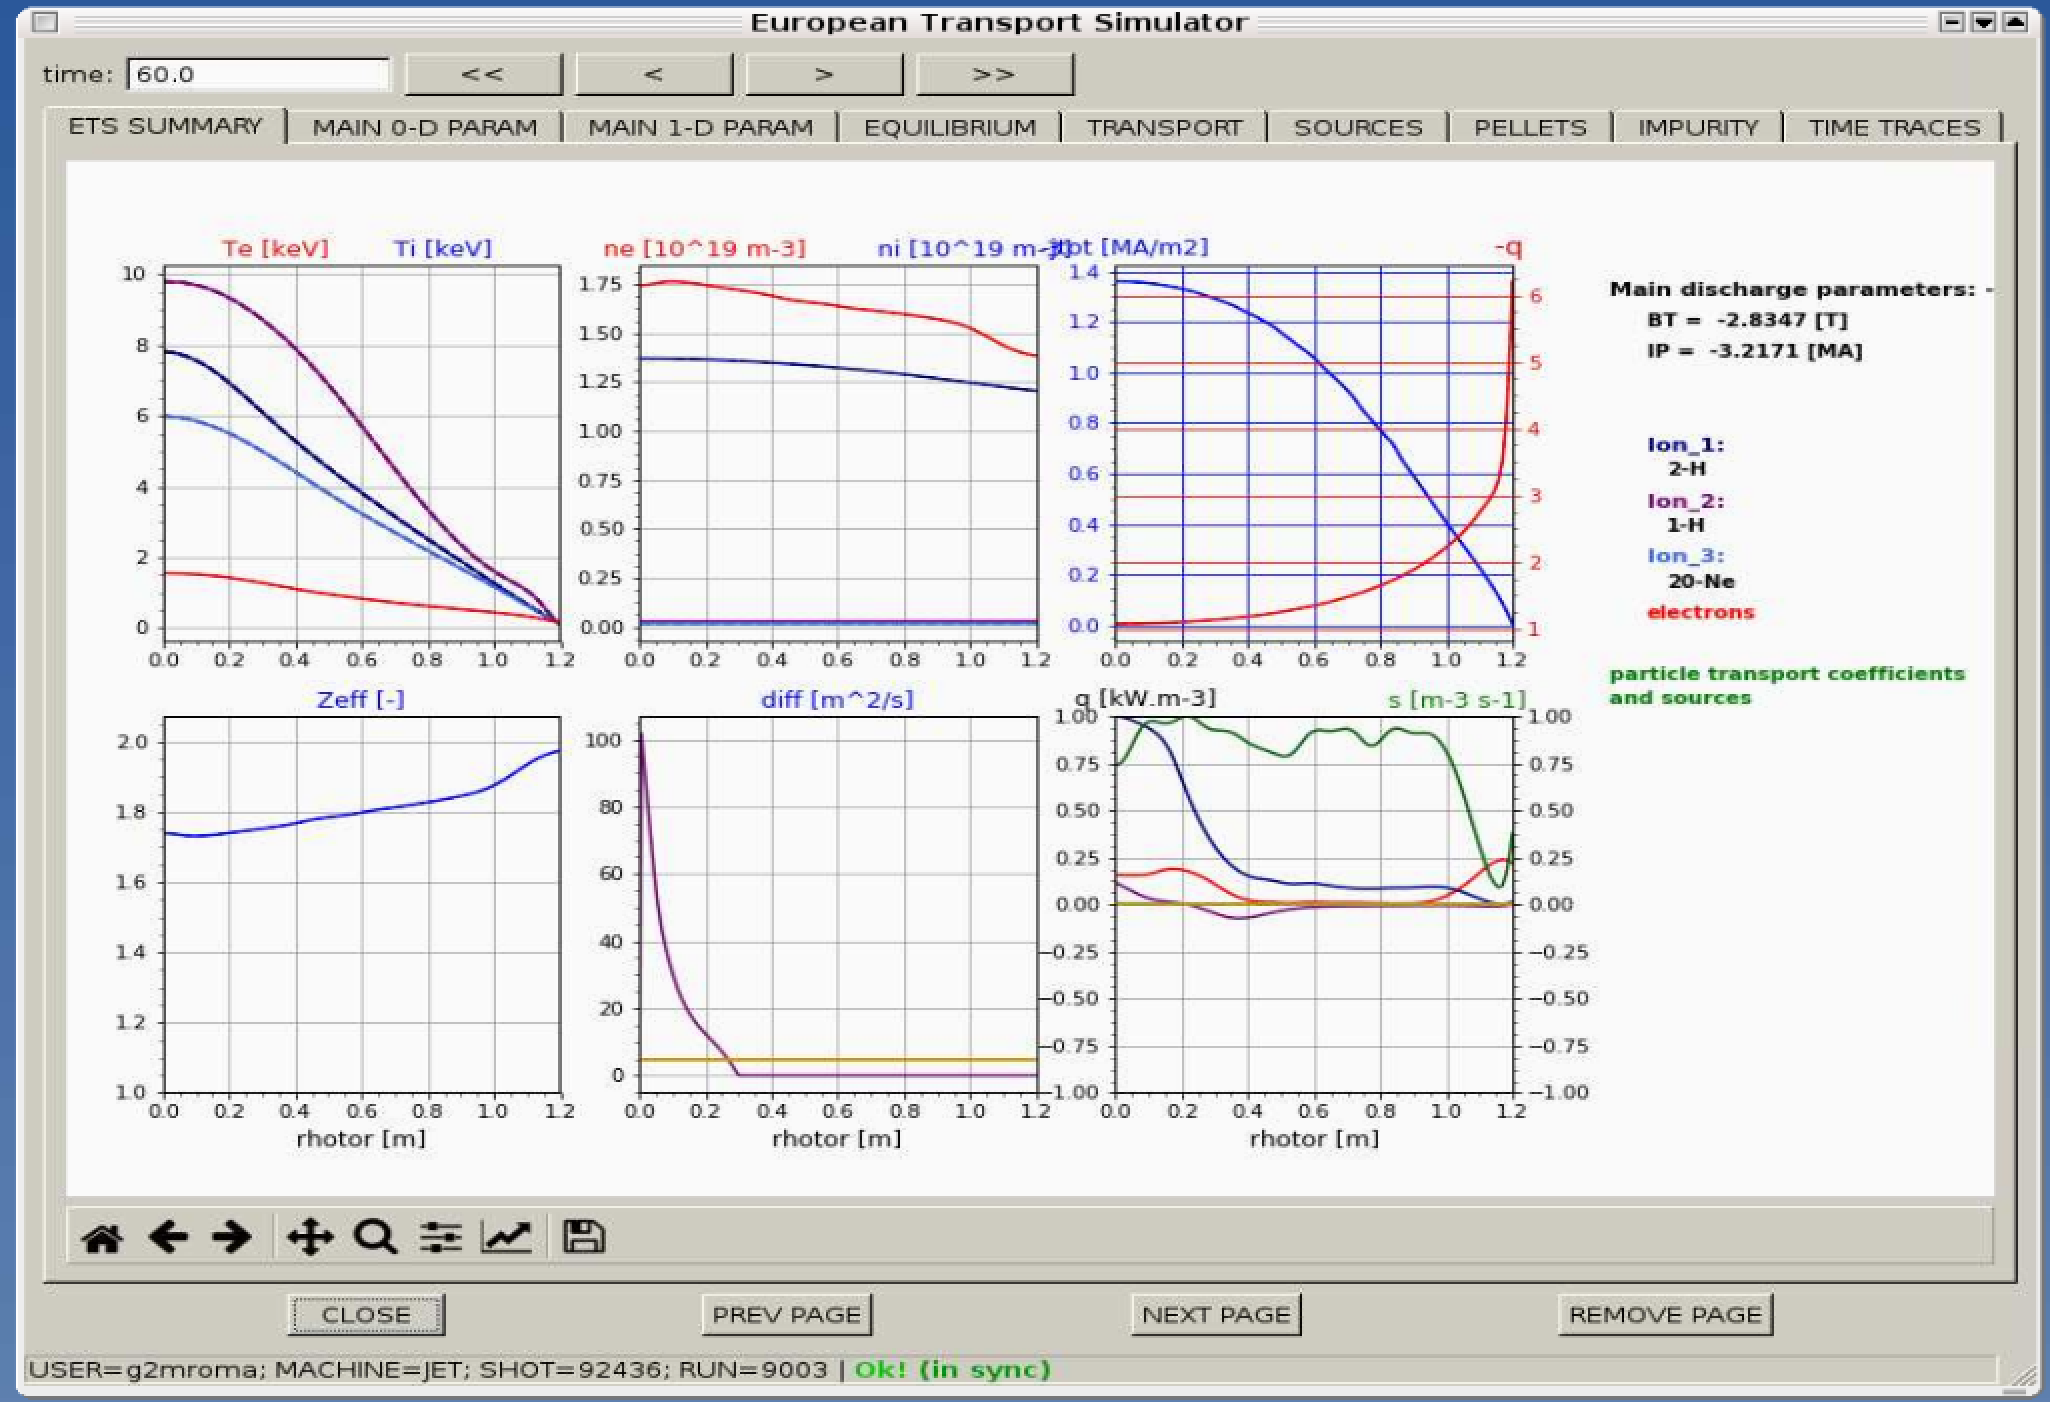 European Transport Simulator
time: 60.0 << < > >>
ETS SUMMARY MAIN 0-D PARAM MAIN 1-D PARAM EQUILIBRIUM TRANSPORT SOURCES PELLETS IMPURITY TIME TRACES
Te [keV] Ti [keV]
10
8
6
4
2
0
0.0 0.2 0.4 0.6 0.8 1.0 1.2
ne [10^19 m-3] ni [10^19 m-3]
1.75
1.50
1.25
1.00
0.75
0.50
0.25
0.00
0.0 0.2 0.4 0.6 0.8 1.0 1.2
jtot [MA/m2] -q
1.4
1.2
1.0
0.8
0.6
0.4
0.2
0.0
6
5
4
3
2
1
0.0 0.2 0.4 0.6 0.8 1.0 1.2
Main discharge parameters: -
BT = -2.8347 [T]
IP = -3.2171 [MA]
Ion_1:
2-H
Ion_2:
1-H
Ion_3:
20-Ne
electrons
particle transport coefficients
and sources
Zeff [-]
2.0
1.8
1.6
1.4
1.2
1.0
0.0 0.2 0.4 0.6 0.8 1.0 1.2
rhotor [m]
diff [m^2/s]
100
80
60
40
20
0
0.0 0.2 0.4 0.6 0.8 1.0 1.2
rhotor [m]
q [kW.m-3] s [m-3 s-1]
1.00
0.75
0.50
0.25
0.00
−0.25
−0.50
−0.75
−1.00
1.00
0.75
0.50
0.25
0.00
−0.25
−0.50
−0.75
−1.00
0.0 0.2 0.4 0.6 0.8 1.0 1.2
rhotor [m]
CLOSE PREV PAGE NEXT PAGE REMOVE PAGE
USER=g2mroma; MACHINE=JET; SHOT=92436; RUN=9003 | Ok! (in sync)